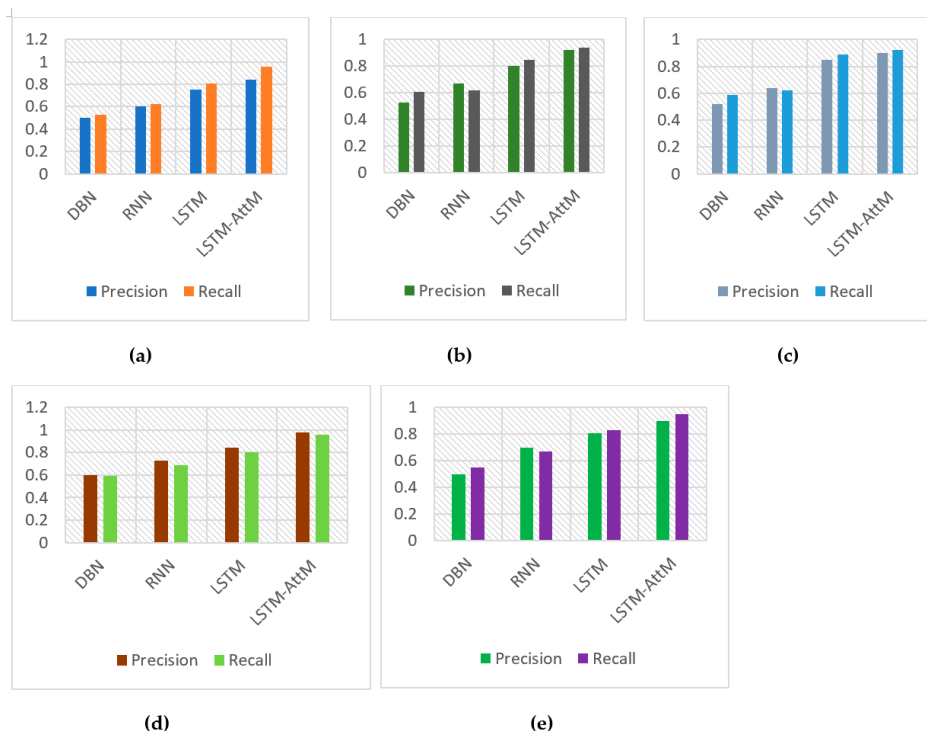 1.2
1
0.8
0.6
0.4
0.2
0
DBN
RNN
LSTM
LSTM-AttM
Precision
Recall
(a)
1
0.8
0.6
0.4
0.2
0
DBN
RNN
LSTM
LSTM-AttM
Precision
Recall
(b)
1
0.8
0.6
0.4
0.2
0
DBN
RNN
LSTM
LSTM-AttM
Precision
Recall
(c)
1.2
1
0.8
0.6
0.4
0.2
0
DBN
RNN
LSTM
LSTM-AttM
Precision
Recall
(d)
1
0.8
0.6
0.4
0.2
0
DBN
RNN
LSTM
LSTM-AttM
Precision
Recall
(e)